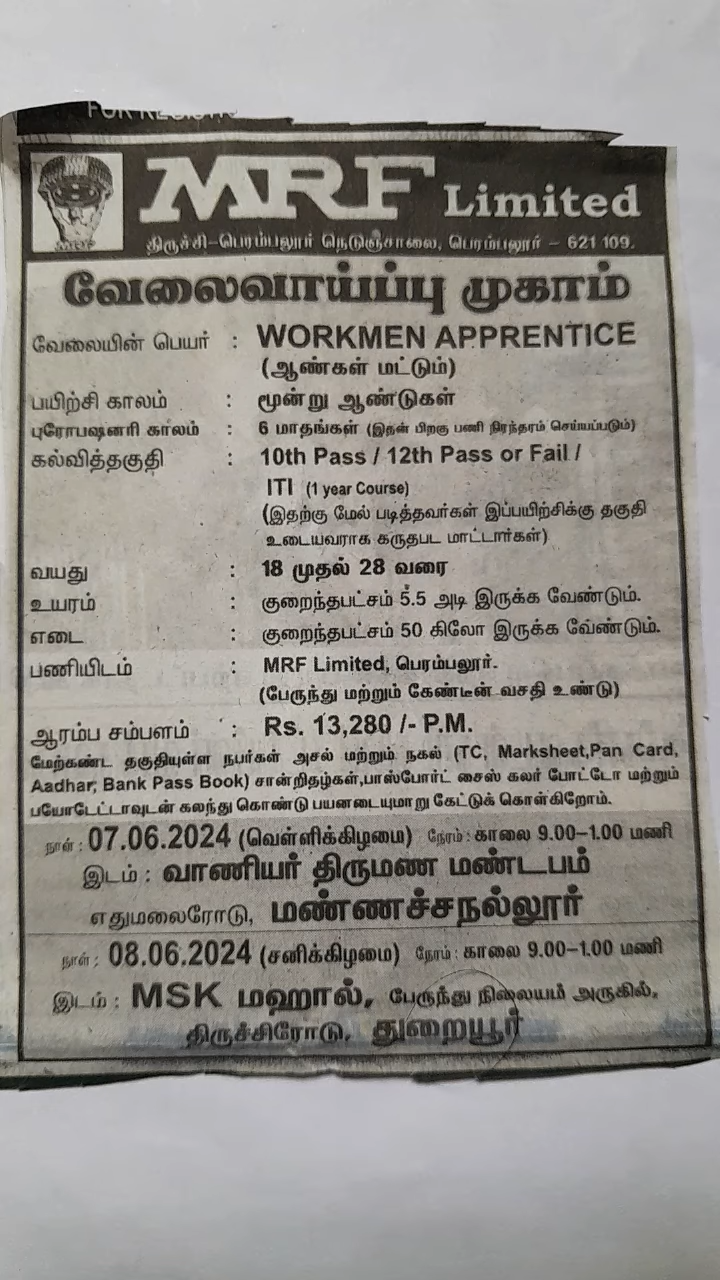 MRF Limited
MRF
திருச்சி-பெரம்பலூர் நெடுஞ்சாலை, பெரம்பலூர் - 621 109.
வேலைவாய்ப்பு முகாம்
வேலையின் பெயர் : WORKMEN APPRENTICE
(ஆண்கள் மட்டும்)
பயிற்சி காலம் : மூன்று ஆண்டுகள்
புரோபஷனரி காலம் : 6 மாதங்கள் (இதன் பிறகு பணி நிரந்தரம் செய்யப்படும்)
கல்வித்தகுதி : 10th Pass / 12th Pass or Fail /
ITI (1 year Course)
(இதற்கு மேல் படித்தவர்கள் இப்பயிற்சிக்கு தகுதி
உடையவராக கருதபட மாட்டார்கள்)
வயது : 18 முதல் 28 வரை
உயரம் : குறைந்தபட்சம் 5.5 அடி இருக்க வேண்டும்.
எடை : குறைந்தபட்சம் 50 கிலோ இருக்க வேண்டும்.
பணியிடம் : MRF Limited, பெரம்பலூர்.
(பேருந்து மற்றும் கேண்டீன் வசதி உண்டு)
ஆரம்ப சம்பளம் : Rs. 13,280 /- P.M.
மேற்கண்ட தகுதியுள்ள நபர்கள் அசல் மற்றும் நகல் (TC, Marksheet,Pan Card,
Aadhar, Bank Pass Book) சான்றிதழ்கள்,பாஸ்போர்ட் சைஸ் கலர் போட்டோ மற்றும்
பயோடேட்டாவுடன் கலந்து கொண்டு பயனடையுமாறு கேட்டுக் கொள்கிறோம்.
நாள் : 07.06.2024 (வெள்ளிக்கிழமை) நேரம் : காலை 9.00-1.00 மணி
இடம் : வாணியர் திருமண மண்டபம்
எதுமலைரோடு, மண்ணச்சநல்லூர்
நாள் : 08.06.2024 (சனிக்கிழமை) நேரம் : காலை 9.00-1.00 மணி
இடம் : MSK மஹால், பேருந்து நிலையம் அருகில்,
திருச்சிரோடு, துறையூர்